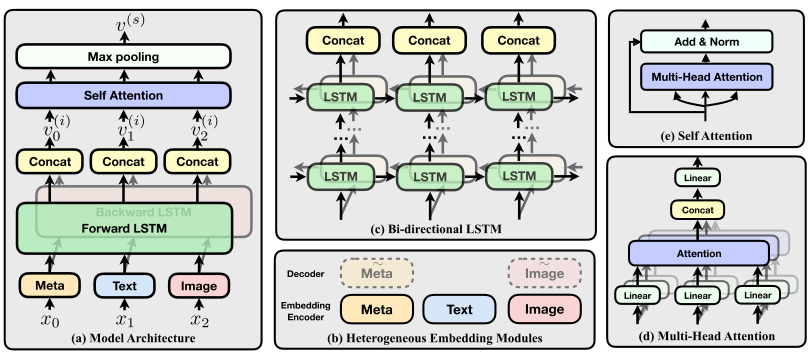 v^(s)
Max pooling
Self Attention
v_0^(i) v_1^(i) v_2^(i)
Concat Concat Concat
Backward LSTM
Forward LSTM
Meta Text Image
x_0 x_1 x_2
(a) Model Architecture
Concat Concat Concat
LSTM LSTM LSTM
... ... ...
LSTM LSTM LSTM
(c) Bi-directional LSTM
Decoder M̃eta Im̃age
Embedding
Encoder
Meta Text Image
(b) Heterogeneous Embedding Modules
Add & Norm
Multi-Head Attention
(e) Self Attention
Linear
Concat
Attention
Linear Linear Linear
(d) Multi-Head Attention